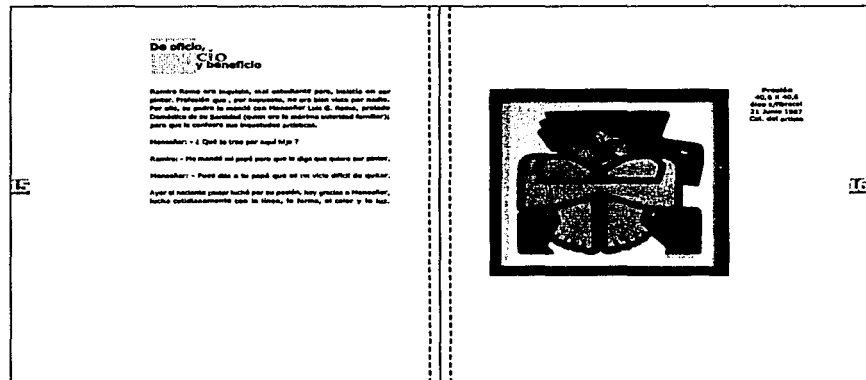 15
De oficio,
cio
y beneficio
Ramiro Romo era inquieto, mal estudiante pero, insistía en ser
pintor. Profesión que, por supuesto, no era bien vista por nadie.
Por ello, su padre lo mandó con Monseñor Luis G. Romo, prelado
Doméstico de su Santidad (quien era la máxima autoridad familiar),
para que le confiara sus inquietudes artísticas.
Monseñor: - ¿ Qué te trae por aquí hijo ?
Ramiro: - Me mandó mi papá para que le diga que quiero ser pintor.
Monseñor: - Pues dile a tu papá que es un vicio difícil de quitar.
Ayer el naciente pintor luchó por su pasión, hoy gracias a Monseñor,
lucha cotidianamente con la línea, la forma, el color y la luz.
Presión
40,6 X 40,6
óleo s/fibracel
21 Junio 1987
Col. del artista
16